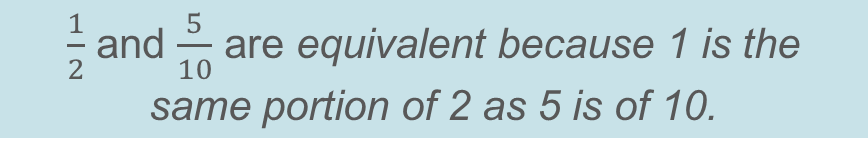 1/2 and 5/10 are equivalent because 1 is the
same portion of 2 as 5 is of 10.